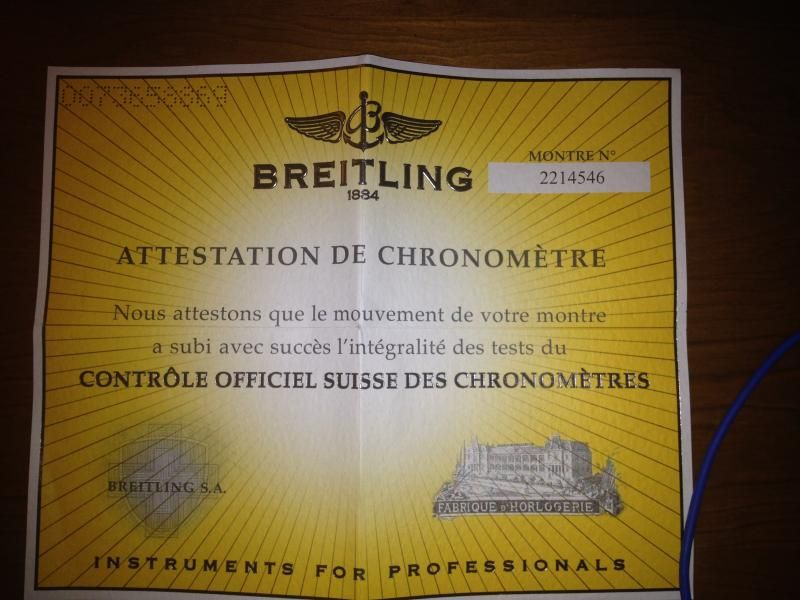 BREITLING
1884
MONTRE N°
2214546
ATTESTATION DE CHRONOMÈTRE
Nous attestons que le mouvement de votre montre
a subi avec succès l'intégralité des tests du
CONTRÔLE OFFICIEL SUISSE DES CHRONOMÈTRES
BREITLING S.A.
FABRIQUE D'HORLOGERIE
INSTRUMENTS FOR PROFESSIONALS